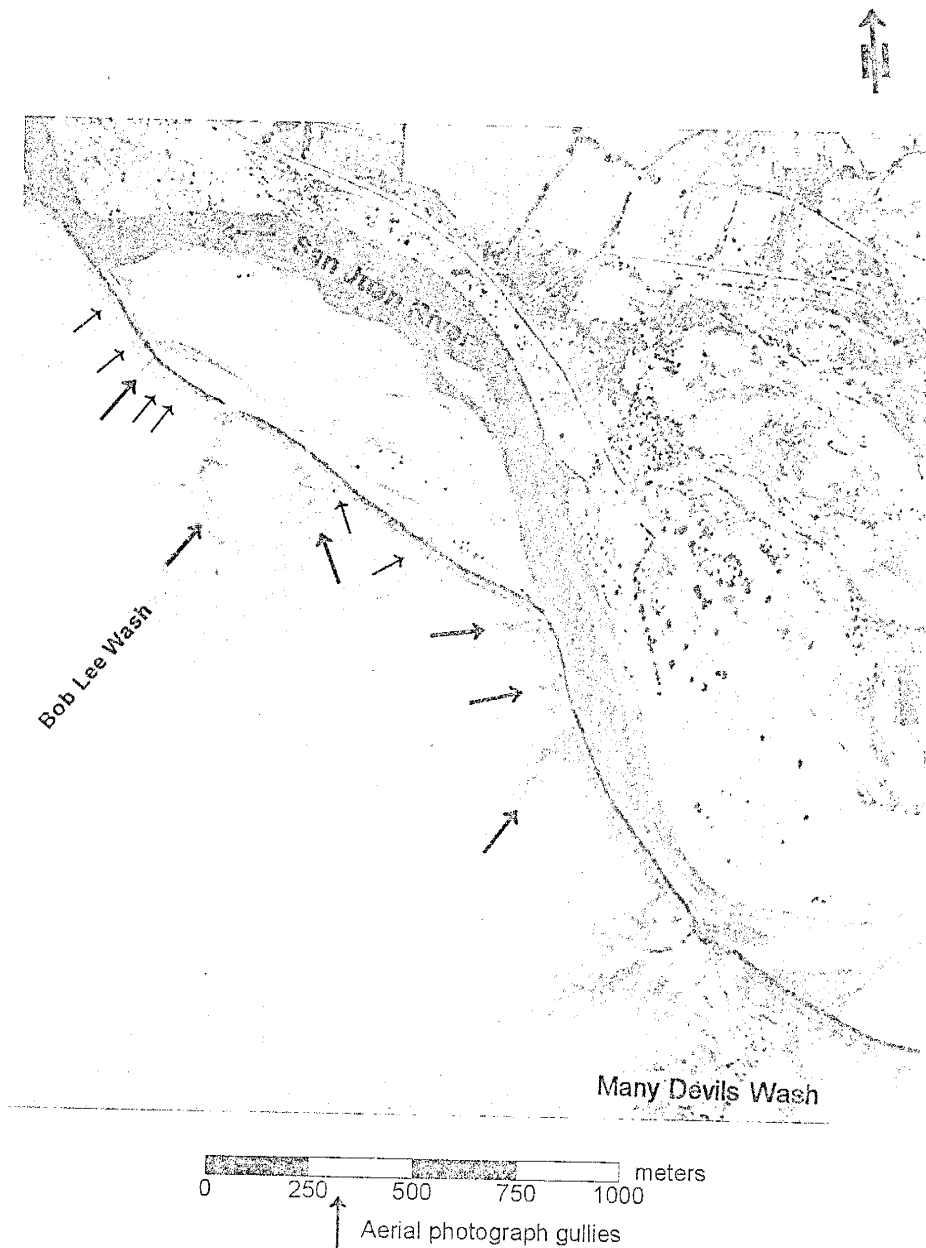 N
San Juan River
Bob Lee Wash
Many Devils Wash
meters
0 250 500 750 1000
Aerial photograph gullies